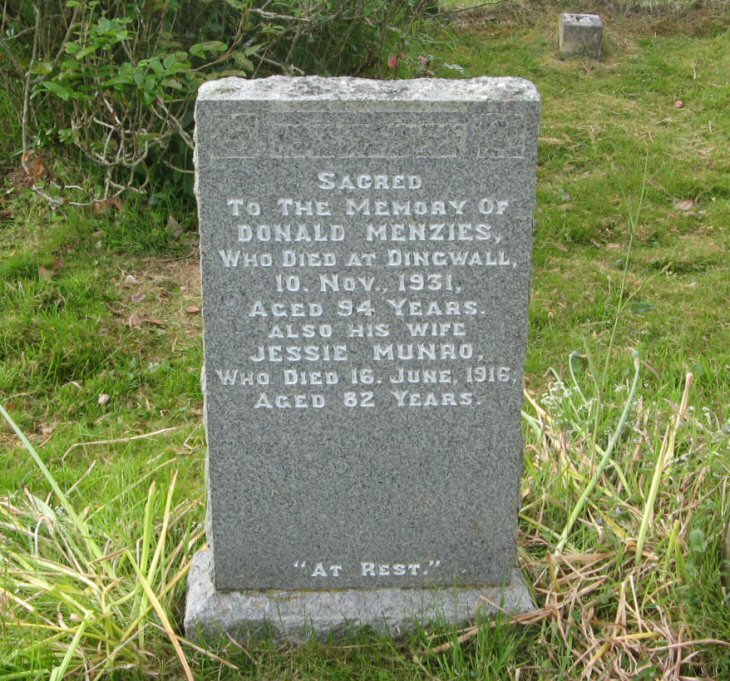 SACRED
TO THE MEMORY OF
DONALD MENZIES,
WHO DIED AT DINGWALL,
10. NOV., 1931,
AGED 94 YEARS.
ALSO HIS WIFE
JESSIE MUNRO,
WHO DIED 16. JUNE, 1916,
AGED 82 YEARS.
"AT REST."